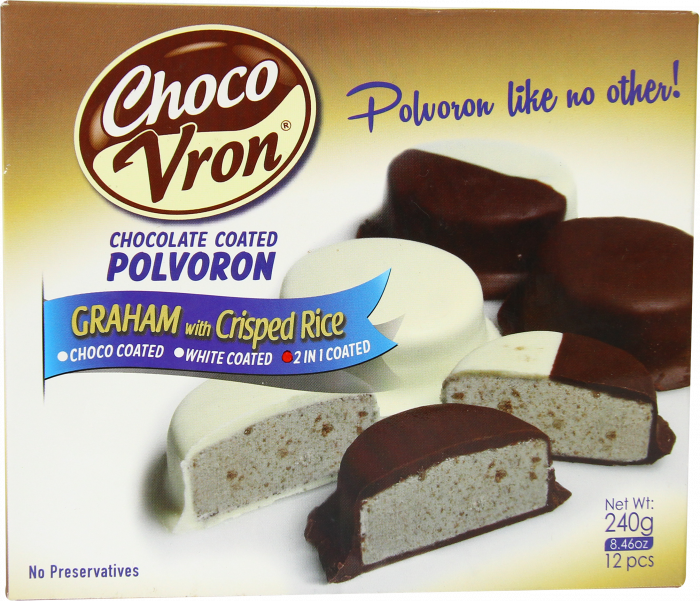 Choco
Vron®
Polvoron like no other!
CHOCOLATE COATED
POLVORON
GRAHAM with Crisped Rice
CHOCO COATED WHITE COATED 2 IN 1 COATED
Net Wt:
240g
8.46oz
12 pcs
No Preservatives